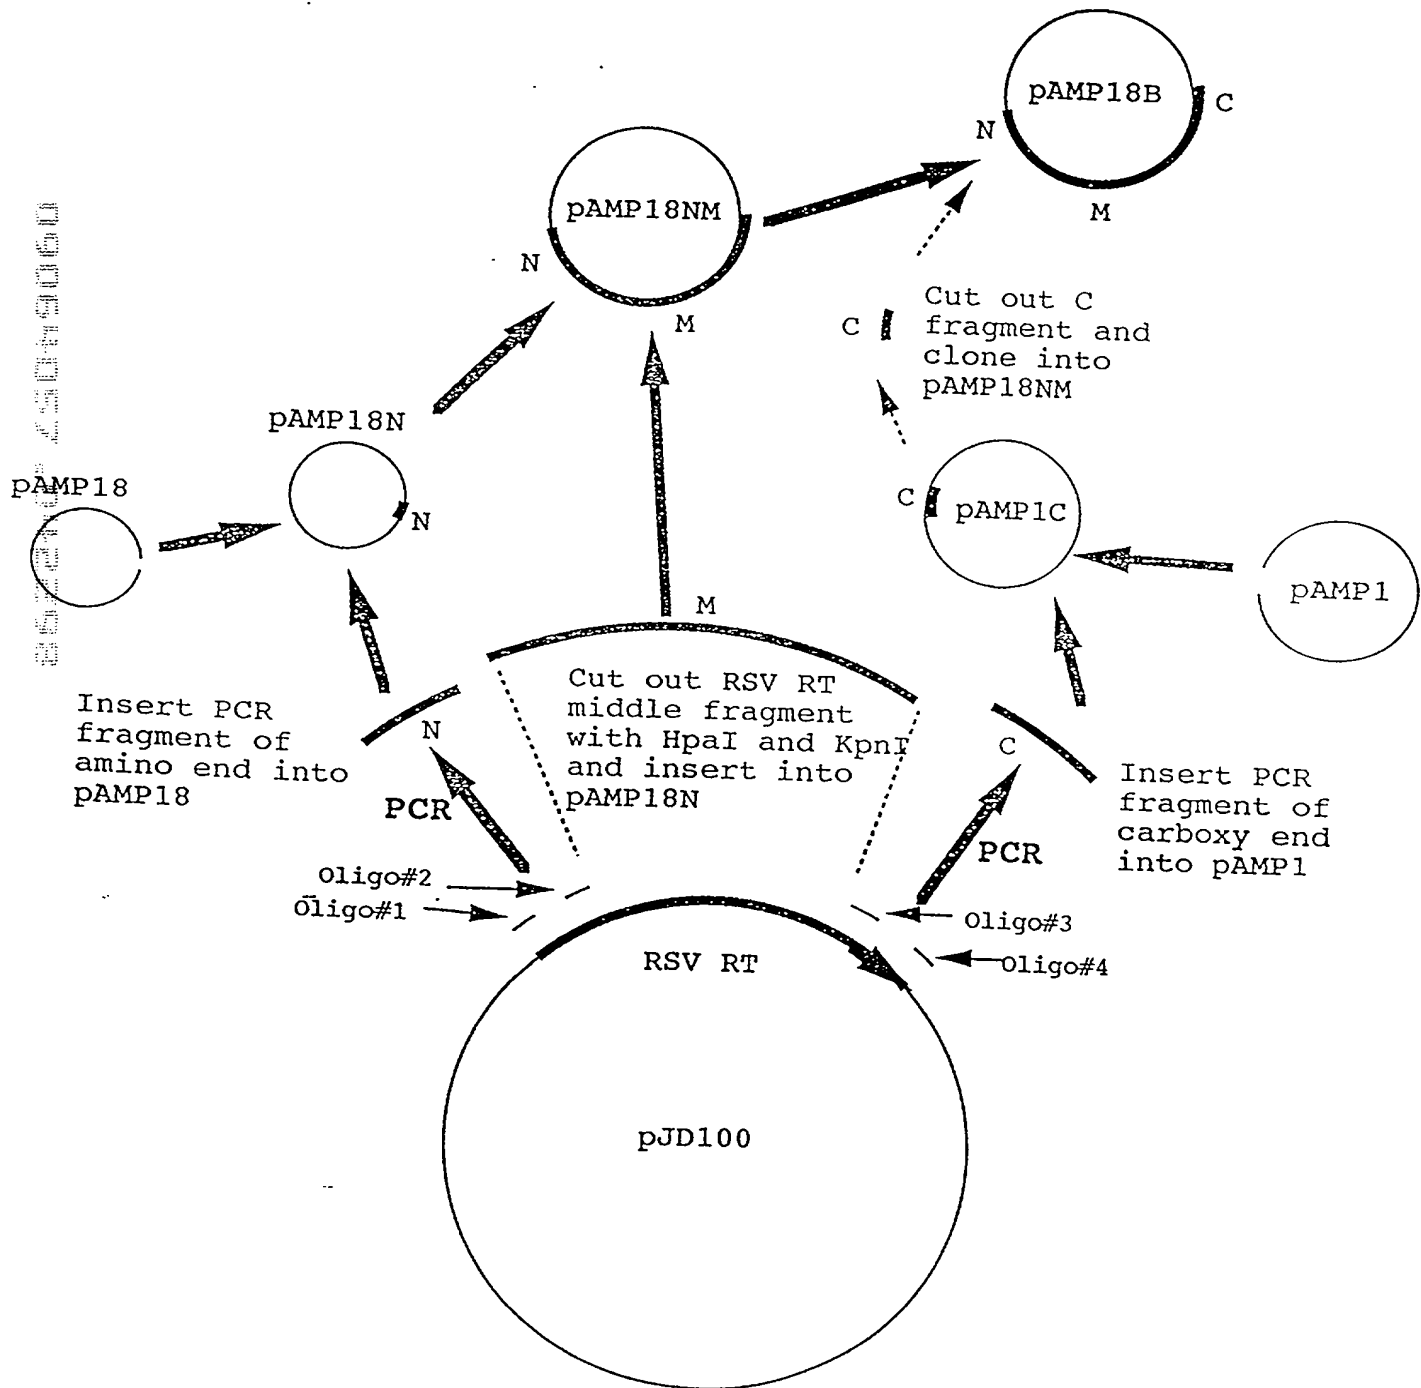 pAMP18B
C
N
M
pAMP18NM
N
M
Cut out C
fragment and
clone into
pAMP18NM
C
pAMP18N
N
pAMP18
C
pAMP1C
pAMP1
M
Insert PCR
fragment of
amino end into
pAMP18
N
Cut out RSV RT
middle fragment
with HpaI and KpnI
and insert into
pAMP18N
C
Insert PCR
fragment of
carboxy end
into pAMP1
PCR
PCR
Oligo#2
Oligo#1
Oligo#3
Oligo#4
RSV RT
pJD100